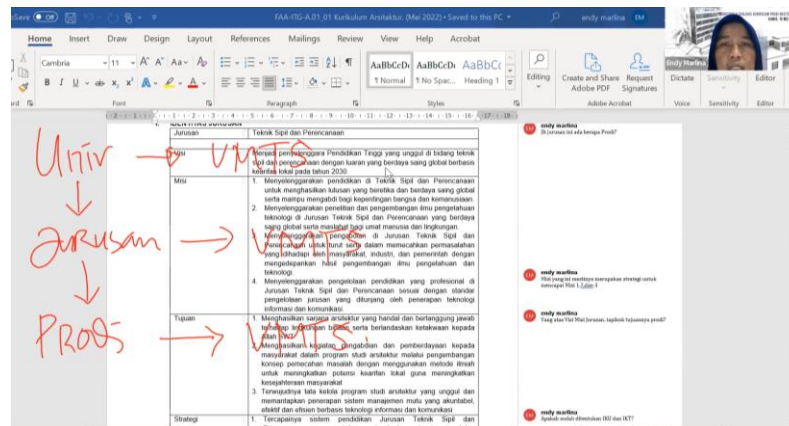 FAA-ITG-A.01_01 Kurikulum Arsitektur, (Mei 2022) • Saved to this PC
endy marlina EM
Home Insert Draw Design Layout References Mailings Review View Help Acrobat
Cambria 11
AaBbCcDc AaBbCcDc AaBbCc
1 Normal 1 No Spac... Heading 1
Editing
Create and Share Adobe PDF
Request Signatures
Dictate Sensitivity Editor
Endy Marlina
Font Paragraph Styles Adobe Acrobat Voice Sensitivity Editor
Jurusan Teknik Sipil dan Perencanaan
Visi Menjadi penyelenggara Pendidikan Tinggi yang unggul di bidang teknik
sipil dan perencanaan dengan luaran yang berdaya saing global berbasis
kearifan lokal pada tahun 2030
Misi 1. Menyelenggarakan pendidikan di Teknik Sipil dan Perencanaan
untuk menghasilkan lulusan yang beretika dan berdaya saing global
serta mampu mengabdi bagi kepentingan bangsa dan kemanusiaan.
2. Menyelenggarakan penelitian dan pengembangan ilmu pengetahuan
teknologi di Jurusan Teknik Sipil dan Perencanaan yang berdaya
saing global serta maslahat bagi umat manusia dan lingkungan.
3. Menyelenggarakan pengabdian di Jurusan Teknik Sipil dan
Perencanaan untuk turut serta dalam memecahkan permasalahan
yang dihadapi oleh masyarakat, industri, dan pemerintah dengan
mengedepankan hasil pengembangan ilmu pengetahuan dan
teknologi.
4. Menyelenggarakan pengelolaan pendidikan yang profesional di
Jurusan Teknik Sipil dan Perencanaan sesuai dengan standar
pengelolaan jurusan yang ditunjang oleh penerapan teknologi
informasi dan komunikasi
Tujuan 1. Menghasilkan sarjana arsitektur yang handal dan bertanggung jawab
terhadap lingkungan binaan serta berlandaskan ketakwaan kepada
Allah
2. Menghasilkan kegiatan pengabdian dan pemberdayaan kepada
masyarakat dalam program studi arsitektur melalui pengembangan
konsep pemecahan masalah dengan menggunakan metode ilmiah
untuk meningkatkan potensi kearifan lokal guna meningkatkan
kesejahteraan masyarakat
3. Terwujudnya tata kelola program studi arsitektur yang unggul dan
memantapkan penerapan sistem manajemen mutu yang akuntabel,
efektif dan efisien berbasis teknologi informasi dan komunikasi
Strategi 1. Tercapainya sistem pendidikan Jurusan Teknik Sipil dan
Univ → VMTS
Jurusan → VMTS
PRODI → VMTS.
endy marlina
Di jurusan ini ada berapa Prodi?
endy marlina
Misi yang ini mestinya merupakan strategi untuk
mencapai Misi 1,2,dan 3
endy marlina
Yang atas Visi Misi Jurusan, tapi kok tujuannya prodi?
endy marlina
Apakah sudah ditentukan IKU dan IKT?